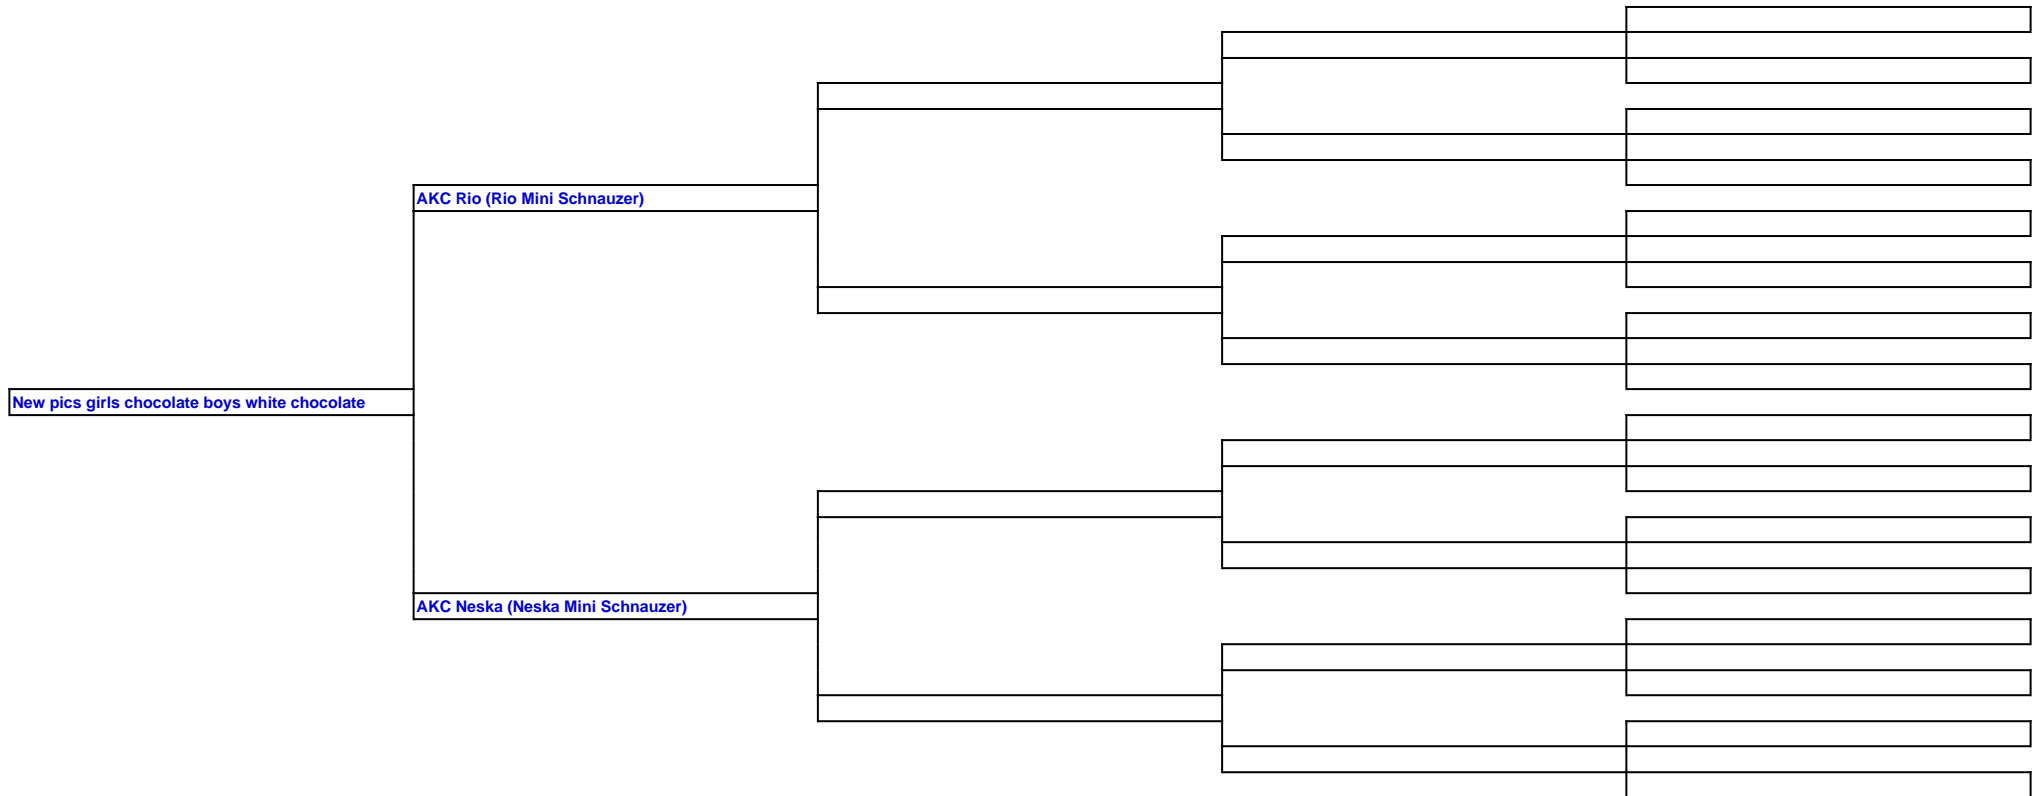 AKC Rio (Rio Mini Schnauzer)
New pics girls chocolate boys white chocolate
AKC Neska (Neska Mini Schnauzer)